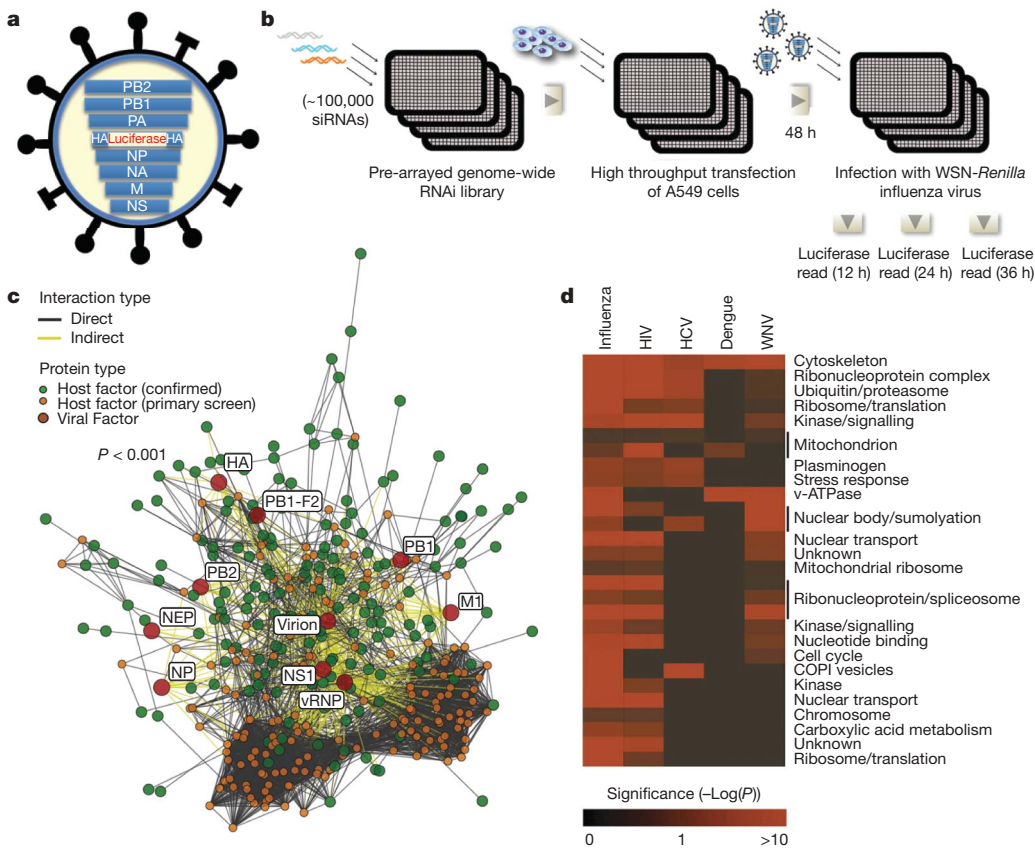 a
PB2
PB1
PA
HA Luciferase HA
NP
NA
M
NS
b
(~100,000
siRNAs)
48 h
Pre-arrayed genome-wide
RNAi library
High throughput transfection
of A549 cells
Infection with WSN-Renilla
influenza virus
Luciferase
read (12 h)
Luciferase
read (24 h)
Luciferase
read (36 h)
c
Interaction type
Direct
Indirect
Protein type
Host factor (confirmed)
Host factor (primary screen)
Viral Factor
P < 0.001
HA
PB1-F2
PB1
PB2
M1
NEP
Virion
NP
NS1
vRNP
d
Influenza
HIV
HCV
Dengue
WNV
Cytoskeleton
Ribonucleoprotein complex
Ubiquitin/proteasome
Ribosome/translation
Kinase/signalling
Mitochondrion
Plasminogen
Stress response
v-ATPase
Nuclear body/sumolyation
Nuclear transport
Unknown
Mitochondrial ribosome
Ribonucleoprotein/spliceosome
Kinase/signalling
Nucleotide binding
Cell cycle
COPI vesicles
Kinase
Nuclear transport
Chromosome
Carboxylic acid metabolism
Unknown
Ribosome/translation
Significance (–Log(P))
0 1 >10